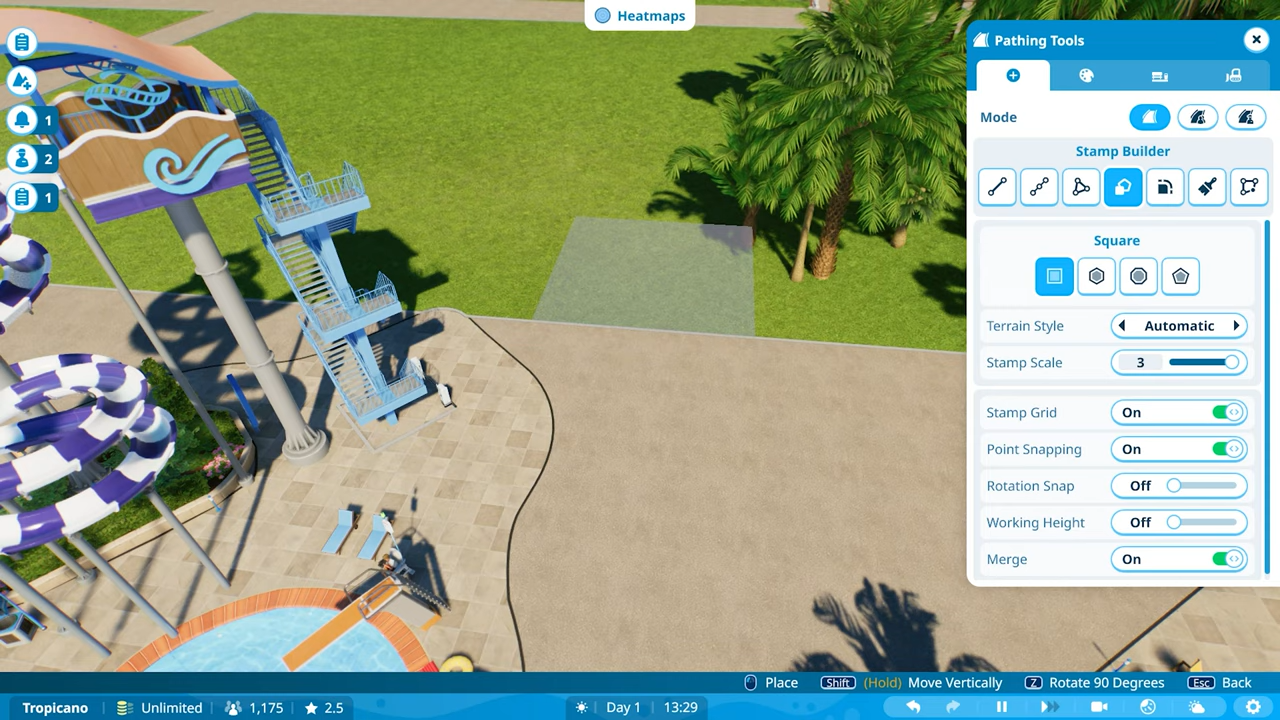 Heatmaps
Pathing Tools
1
2
1
Mode
Stamp Builder
Square
Terrain Style Automatic
Stamp Scale 3
Stamp Grid On
Point Snapping On
Rotation Snap Off
Working Height Off
Merge On
Place Shift (Hold) Move Vertically Z Rotate 90 Degrees Esc Back
Tropicano Unlimited 1,175 2.5 Day 1 13:29